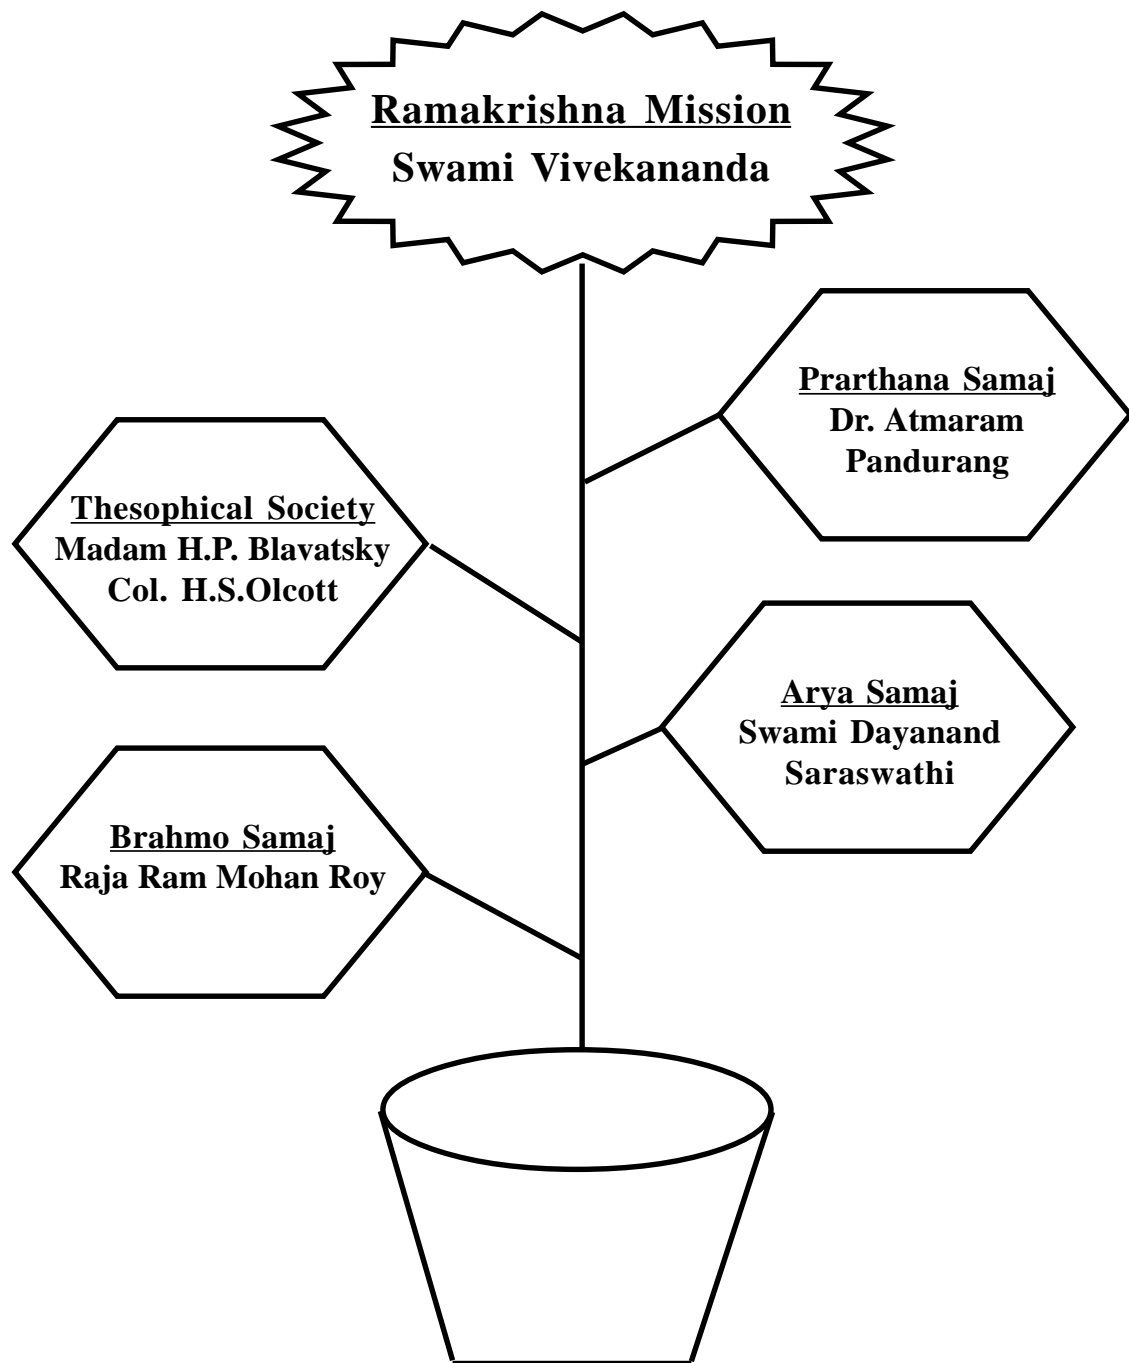 Ramakrishna Mission
Swami Vivekananda
Prarthana Samaj
Dr. Atmaram
Pandurang
Thesophical Society
Madam H.P. Blavatsky
Col. H.S.Olcott
Arya Samaj
Swami Dayanand
Saraswathi
Brahmo Samaj
Raja Ram Mohan Roy